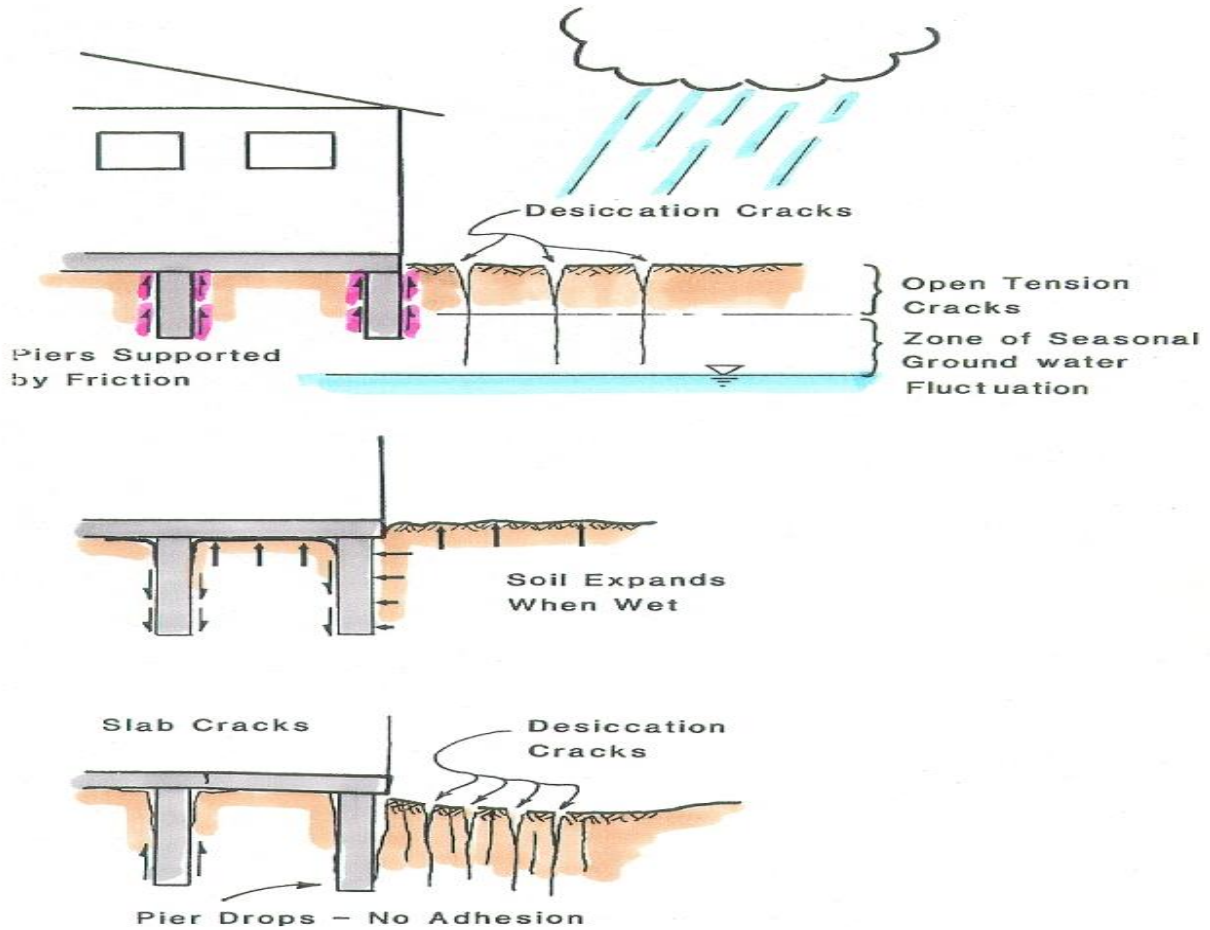 Desiccation Cracks
Open Tension
Cracks
Zone of Seasonal
Ground water
Fluctuation
Piers Supported
by Friction
Soil Expands
When Wet
Slab Cracks
Desiccation
Cracks
Pier Drops – No Adhesion